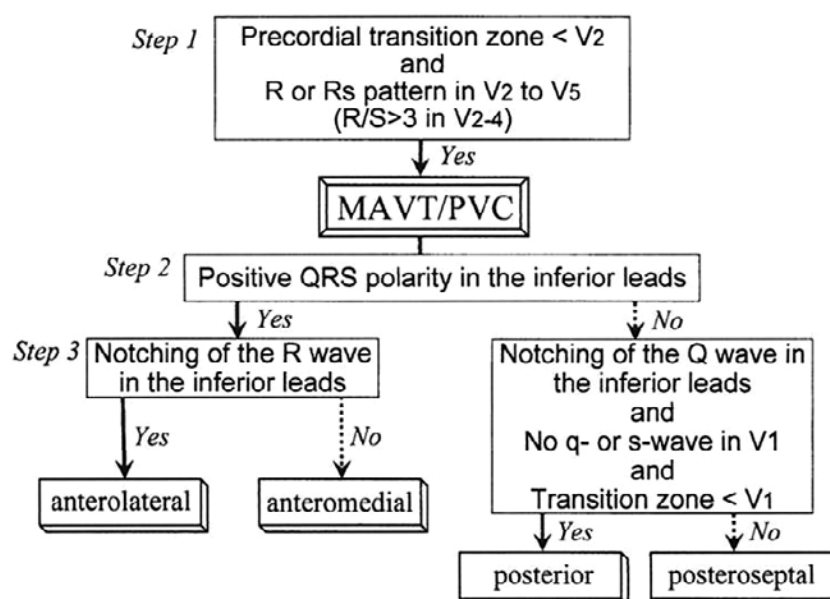 Step 1
Precordial transition zone < V2
and
R or Rs pattern in V2 to V5
(R/S>3 in V2-4)
Yes
MAVT/PVC
Step 2
Positive QRS polarity in the inferior leads
Yes
No
Step 3
Notching of the R wave
in the inferior leads
Notching of the Q wave in
the inferior leads
and
No q- or s-wave in V1
and
Transition zone < V1
Yes
No
anterolateral
anteromedial
Yes
No
posterior
posteroseptal